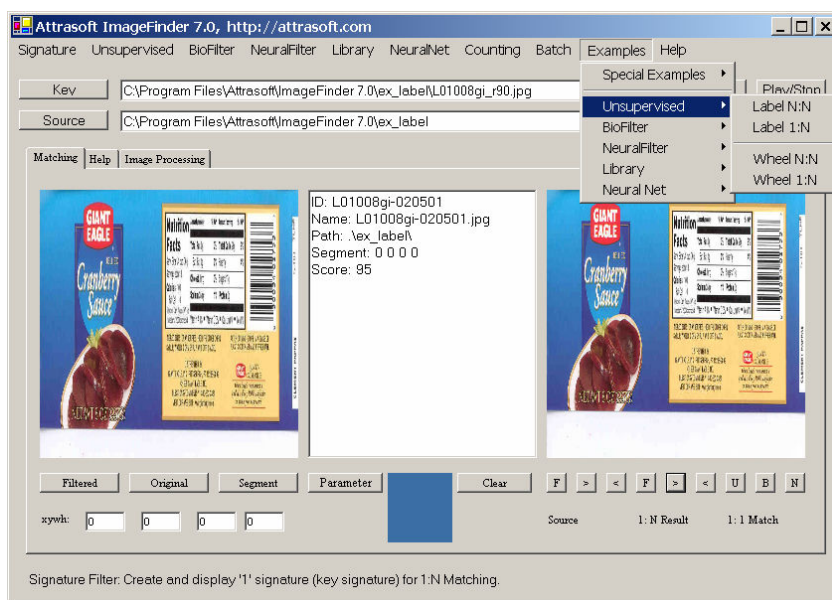 Attrasoft ImageFinder 7.0, http://attrasoft.com
Signature Unsupervised BioFilter NeuralFilter Library NeuralNet Counting Batch Examples Help
Key C:\Program Files\Attrasoft\ImageFinder 7.0\ex_label\L01008gi_r90.jpg Play/Stop
Source C:\Program Files\Attrasoft\ImageFinder 7.0\ex_label
Special Examples
Unsupervised
BioFilter
NeuralFilter
Library
Neural Net
Label N:N
Label 1:N
Wheel N:N
Wheel 1:N
Matching Help Image Processing
GIANT
EAGLE
Cranberry
Sauce
Nutrition
Facts
ID: L01008gi-020501
Name: L01008gi-020501.jpg
Path: .\ex_label\
Segment: 0 0 0 0
Score: 95
GIANT
EAGLE
Cranberry
Sauce
Nutrition
Facts
Filtered Original Segment Parameter Clear F > < F > < U B N
xywh: 0 0 0 0 Source 1: N Result 1: 1 Match
Signature Filter: Create and display '1' signature (key signature) for 1:N Matching.